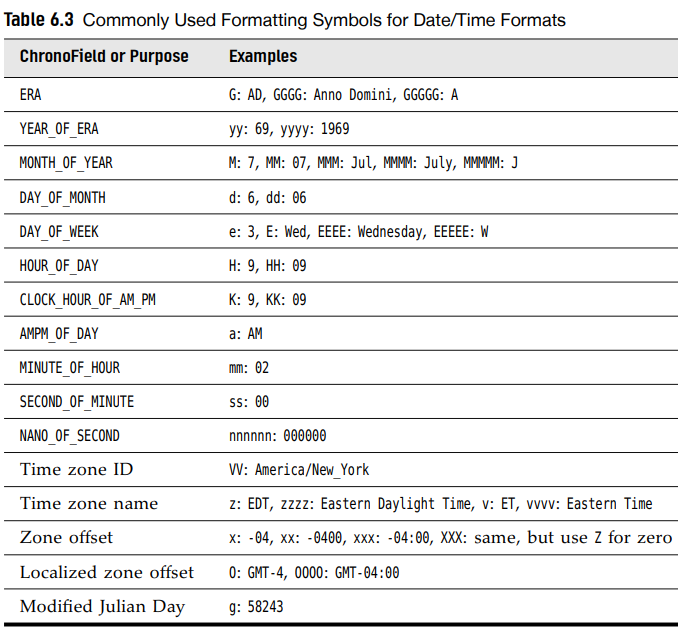 Table 6.3 Commonly Used Formatting Symbols for Date/Time Formats
ChronoField or Purpose Examples
ERA G: AD, GGGG: Anno Domini, GGGGG: A
YEAR_OF_ERA yy: 69, yyyy: 1969
MONTH_OF_YEAR M: 7, MM: 07, MMM: Jul, MMMM: July, MMMMM: J
DAY_OF_MONTH d: 6, dd: 06
DAY_OF_WEEK e: 3, E: Wed, EEEE: Wednesday, EEEEE: W
HOUR_OF_DAY H: 9, HH: 09
CLOCK_HOUR_OF_AM_PM K: 9, KK: 09
AMPM_OF_DAY a: AM
MINUTE_OF_HOUR mm: 02
SECOND_OF_MINUTE ss: 00
NANO_OF_SECOND nnnnnn: 000000
Time zone ID VV: America/New_York
Time zone name z: EDT, zzzz: Eastern Daylight Time, v: ET, vvvv: Eastern Time
Zone offset x: -04, xx: -0400, xxx: -04:00, XXX: same, but use Z for zero
Localized zone offset O: GMT-4, OOOO: GMT-04:00
Modified Julian Day g: 58243